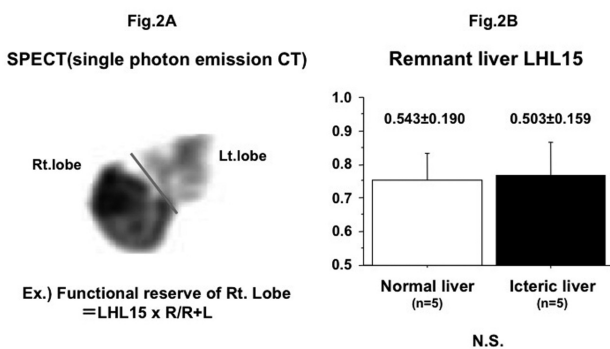 Fig.2A
SPECT(single photon emission CT)
Rt.lobe
Lt.lobe
Ex.) Functional reserve of Rt. Lobe
=LHL15 x R/R+L
Fig.2B
Remnant liver LHL15
1.0
0.9
0.8
0.7
0.6
0.5
0.543±0.190
0.503±0.159
Normal liver
(n=5)
Icteric liver
(n=5)
N.S.